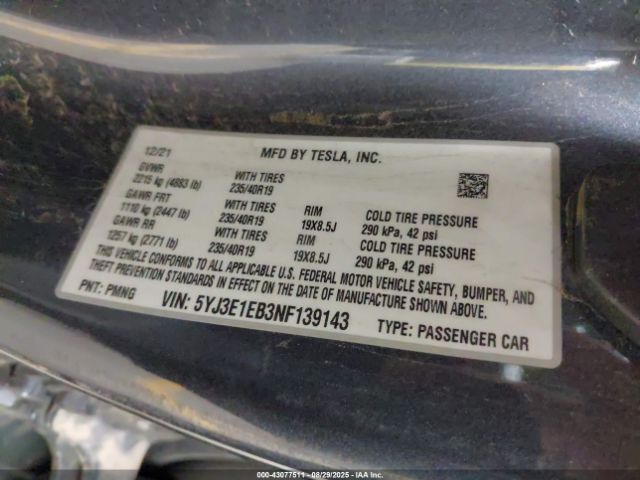 12/21 MFD BY TESLA, INC.
GVWR WITH TIRES
2215 kg (4883 lb) 235/40R19
GAWR FRT WITH TIRES RIM COLD TIRE PRESSURE
1110 kg (2447 lb) 235/40R19 19X8.5J 290 kPa, 42 psi
GAWR RR WITH TIRES RIM COLD TIRE PRESSURE
1257 kg (2771 lb) 235/40R19 19X8.5J 290 kPa, 42 psi
THIS VEHICLE CONFORMS TO ALL APPLICABLE U.S. FEDERAL MOTOR VEHICLE SAFETY, BUMPER, AND
THEFT PREVENTION STANDARDS IN EFFECT ON THE DATE OF MANUFACTURE SHOWN ABOVE.
PNT: PMNG VIN: 5YJ3E1EB3NF139143 TYPE: PASSENGER CAR
000-43077511 - 08/29/2025 - IAA Inc.